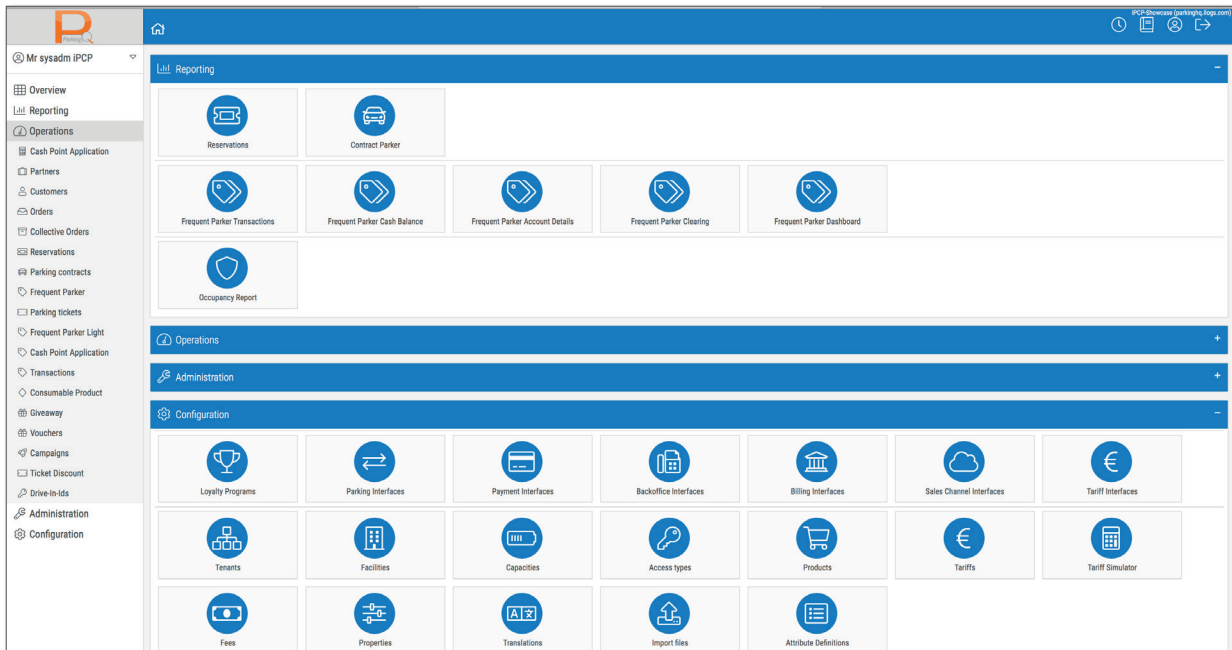 iPCP-Showcase (parkinghq.ilogs.com)
ParkingHQ
Mr sysadm iPCP
Overview
Reporting
Operations
Cash Point Application
Partners
Customers
Orders
Collective Orders
Reservations
Parking contracts
Frequent Parker
Parking tickets
Frequent Parker Light
Cash Point Application
Transactions
Consumable Product
Giveaway
Vouchers
Campaigns
Ticket Discount
Drive-In-Ids
Administration
Configuration
Reporting −
Reservations
Contract Parker
Frequent Parker Transactions
Frequent Parker Cash Balance
Frequent Parker Account Details
Frequent Parker Clearing
Frequent Parker Dashboard
Occupancy Report
Operations +
Administration +
Configuration −
Loyalty Programs
Parking Interfaces
Payment Interfaces
Backoffice Interfaces
Billing Interfaces
Sales Channel Interfaces
€
Tariff Interfaces
Tenants
Facilities
Capacities
Access types
Products
€
Tariffs
Tariff Simulator
Fees
Properties
A 文
Translations
Import files
Attribute Definitions